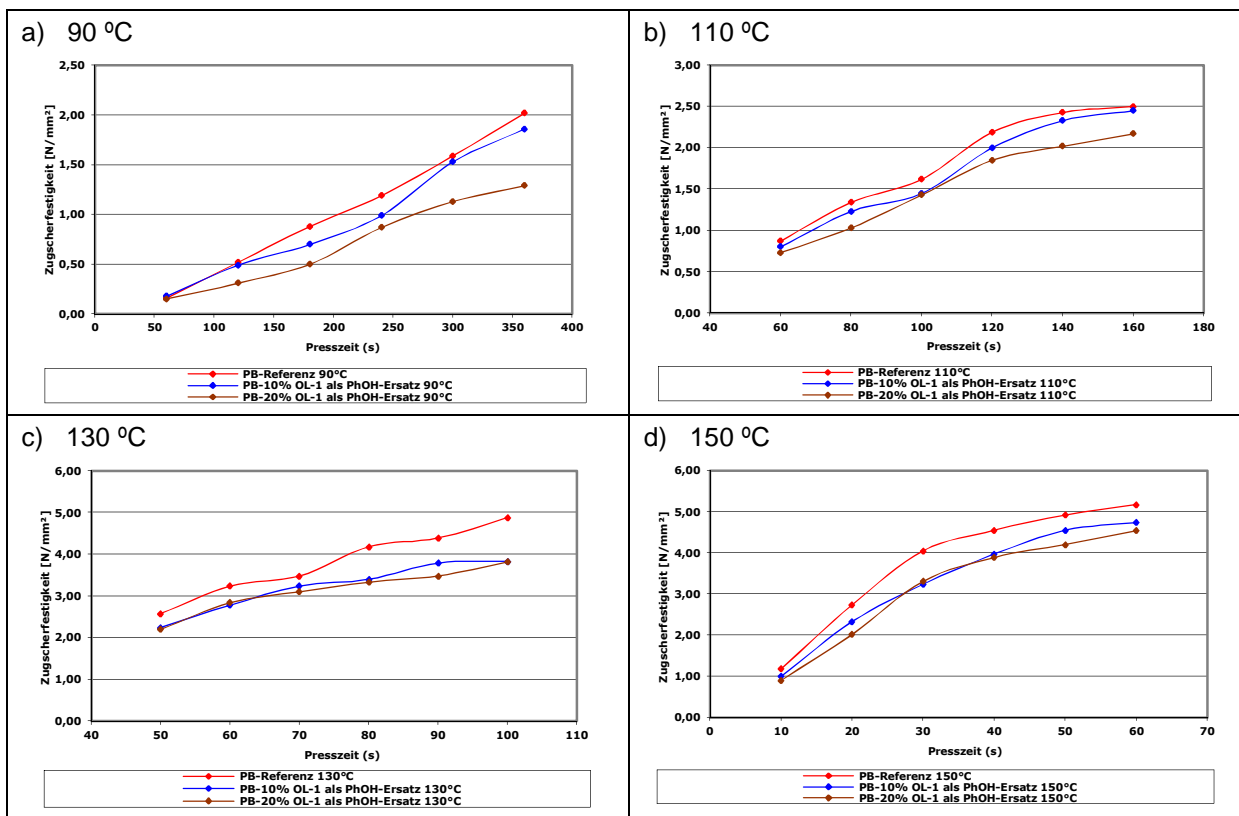 a) 90 ºC
Zugscherfestigkeit [N/mm²]
2,50
2,00
1,50
1,00
0,50
0,00
0 50 100 150 200 250 300 350 400
Presszeit (s)
PB-Referenz 90°C
PB-10% OL-1 als PhOH-Ersatz 90°C
PB-20% OL-1 als PhOH-Ersatz 90°C
b) 110 ºC
Zugscherfestigkeit [N/mm²]
3,00
2,50
2,00
1,50
1,00
0,50
0,00
40 60 80 100 120 140 160 180
Presszeit (s)
PB-Referenz 110°C
PB-10% OL-1 als PhOH-Ersatz 110°C
PB-20% OL-1 als PhOH-Ersatz 110°C
c) 130 ºC
Zugscherfestigkeit [N/mm²]
6,00
5,00
4,00
3,00
2,00
1,00
0,00
40 50 60 70 80 90 100 110
Presszeit (s)
PB-Referenz 130°C
PB-10% OL-1 als PhOH-Ersatz 130°C
PB-20% OL-1 als PhOH-Ersatz 130°C
d) 150 ºC
Zugscherfestigkeit [N/mm²]
6,00
5,00
4,00
3,00
2,00
1,00
0,00
0 10 20 30 40 50 60 70
Presszeit (s)
PB-Referenz 150°C
PB-10% OL-1 als PhOH-Ersatz 150°C
PB-20% OL-1 als PhOH-Ersatz 150°C